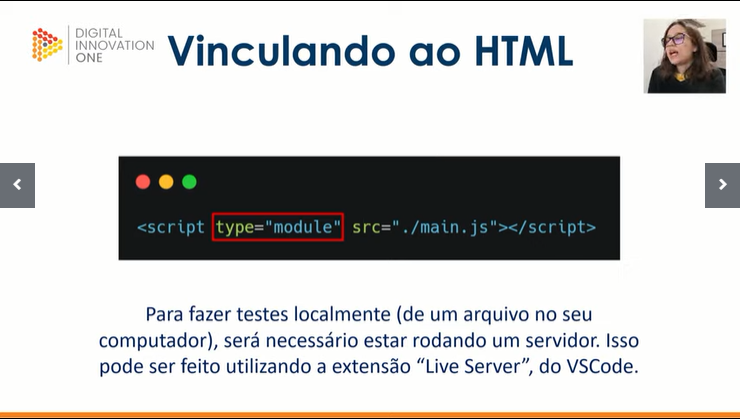 DIGITAL
INNOVATION
ONE
Vinculando ao HTML
<script type="module" src="./main.js"></script>
Para fazer testes localmente (de um arquivo no seu
computador), será necessário estar rodando um servidor. Isso
pode ser feito utilizando a extensão “Live Server”, do VSCode.